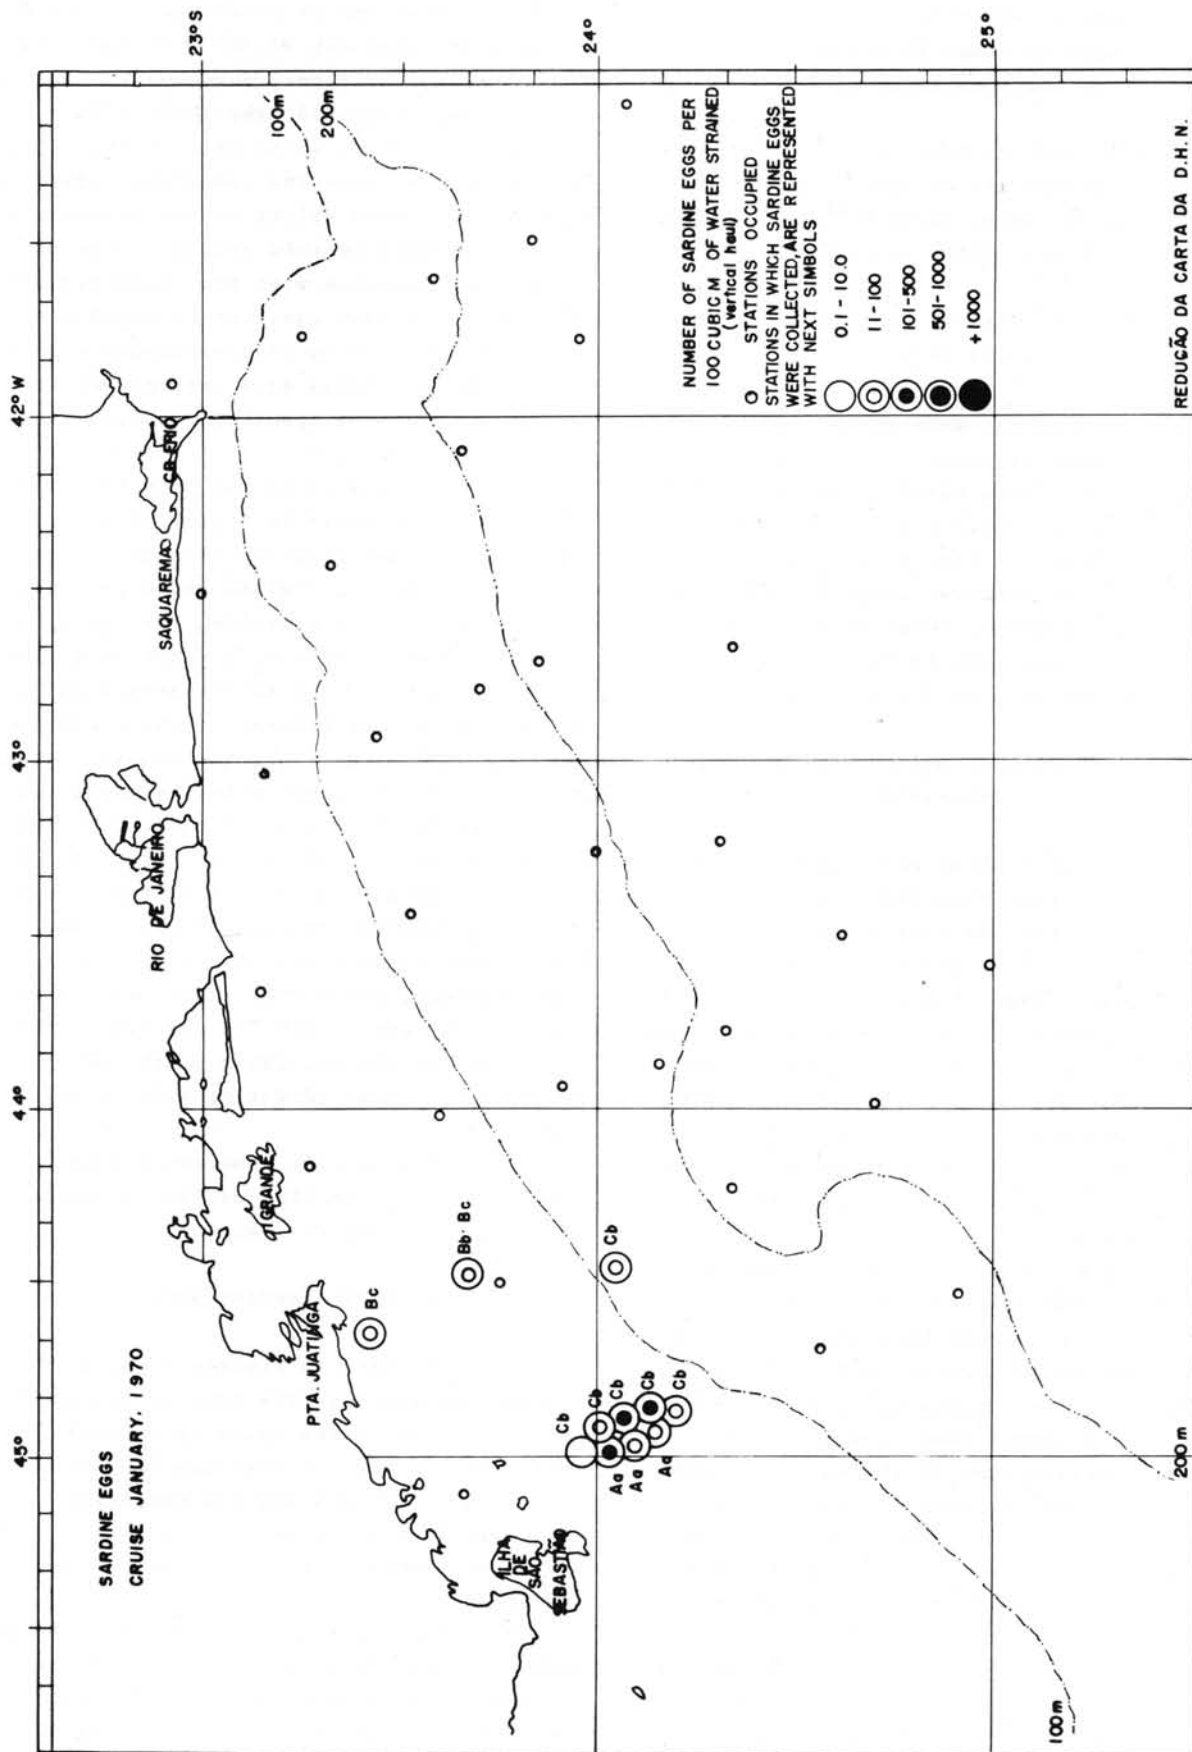 SARDINE EGGS
CRUISE JANUARY. 1970
45°
44°
43°
42° W
23° S
24°
25°
RIO DE JANEIRO
SAQUAREMA
CB FRIO
I GRANDE
PTA. JUATINGA
ILHA
DE
SÃO
SEBASTIÃO
100m
200m
Bc
Bb· Bc
Cb
Cb
Cb
Cb
Cb
Cb
Aa
Aa
Aa
100m
200m
NUMBER OF SARDINE EGGS PER
100 CUBIC M. OF WATER STRAINED
(vertical haul)
STATIONS OCCUPIED
STATIONS IN WHICH SARDINE EGGS
WERE COLLECTED, ARE REPRESENTED
WITH NEXT SIMBOLS
0.1 - 10.0
11 - 100
101 - 500
501 - 1000
+ 1000
REDUÇÃO DA CARTA DA D.H.N.